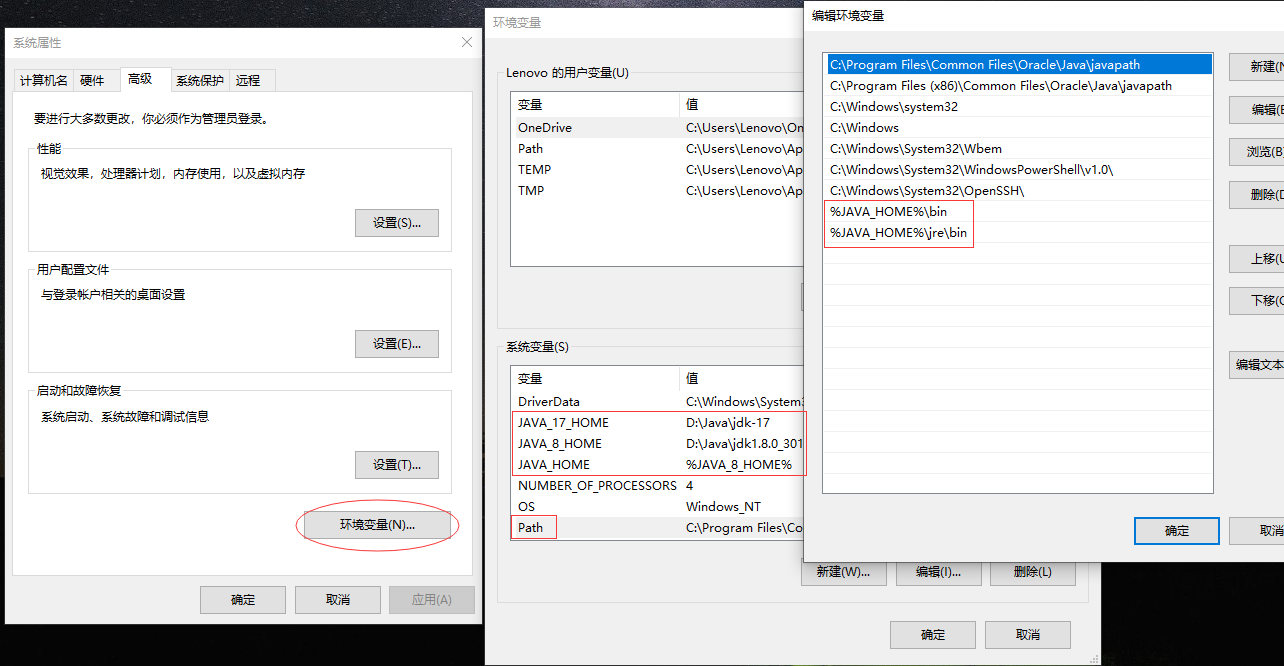 系统属性
计算机名
硬件
高级
系统保护
远程
要进行大多数更改，你必须作为管理员登录。
性能
视觉效果，处理器计划，内存使用，以及虚拟内存
设置(S)...
用户配置文件
与登录帐户相关的桌面设置
设置(E)...
启动和故障恢复
系统启动、系统故障和调试信息
设置(T)...
环境变量(N)...
确定
取消
应用(A)
环境变量
Lenovo 的用户变量(U)
变量 值
OneDrive C:\Users\Lenovo\On
Path C:\Users\Lenovo\Ap
TEMP C:\Users\Lenovo\Ap
TMP C:\Users\Lenovo\Ap
系统变量(S)
变量 值
DriverData C:\Windows\System3
JAVA_17_HOME D:\Java\jdk-17
JAVA_8_HOME D:\Java\jdk1.8.0_301
JAVA_HOME %JAVA_8_HOME%
NUMBER_OF_PROCESSORS 4
OS Windows_NT
Path C:\Program Files\Co
新建(W)...
编辑(I)...
删除(L)
确定
取消
编辑环境变量
C:\Program Files\Common Files\Oracle\Java\javapath
C:\Program Files (x86)\Common Files\Oracle\Java\javapath
C:\Windows\system32
C:\Windows
C:\Windows\System32\Wbem
C:\Windows\System32\WindowsPowerShell\v1.0\
C:\Windows\System32\OpenSSH\
%JAVA_HOME%\bin
%JAVA_HOME%\jre\bin
新建(N
编辑(E
浏览(B
删除(D
上移(U
下移(O
编辑文本
确定
取消